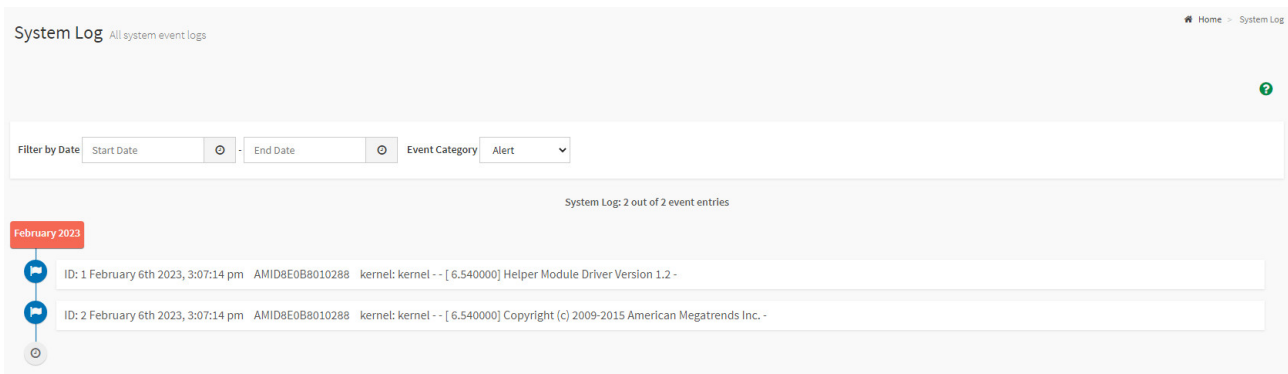 Home > System Log
System Log All system event logs
Filter by Date Start Date - End Date Event Category Alert
System Log: 2 out of 2 event entries
February 2023
ID: 1 February 6th 2023, 3:07:14 pm AMID8E0B8010288 kernel: kernel - - [ 6.540000] Helper Module Driver Version 1.2 -
ID: 2 February 6th 2023, 3:07:14 pm AMID8E0B8010288 kernel: kernel - - [ 6.540000] Copyright (c) 2009-2015 American Megatrends Inc. -